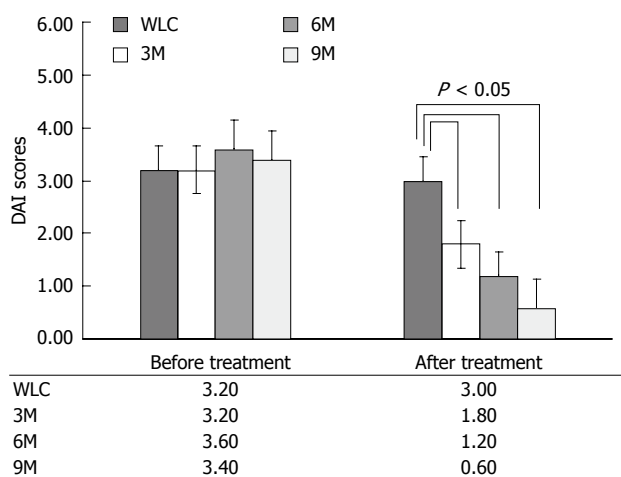 6.00
WLC 6M
3M 9M
5.00
P < 0.05
4.00
DAI scores
3.00
2.00
1.00
0.00
Before treatment After treatment
WLC 3.20 3.00
3M 3.20 1.80
6M 3.60 1.20
9M 3.40 0.60